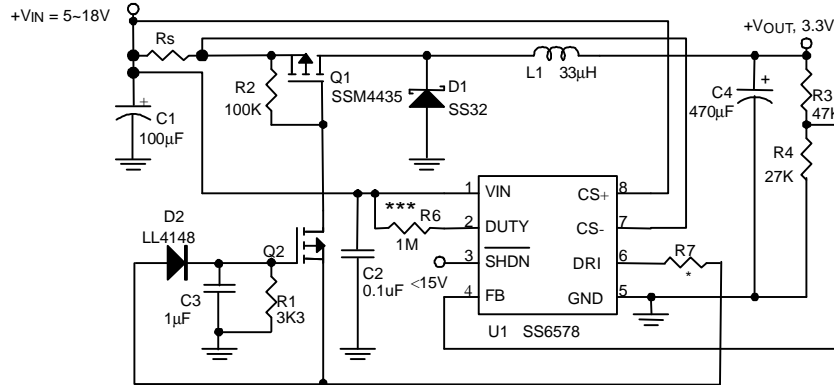 +VIN = 5~18V
+VOUT, 3.3V
Rs
R2
100K
Q1
SSM4435
D1
SS32
L1 33µH
C4
470µF
+
R3
47K
R4
27K
+
C1
100µF
1 VIN
2 DUTY
3 SHDN
4 FB
CS+ 8
CS- 7
DRI 6
GND 5
U1 SS6578
***
R6
1M
<15V
R7
*
D2
LL4148
Q2
C3
1µF
R1
3K3
C2
0.1uF